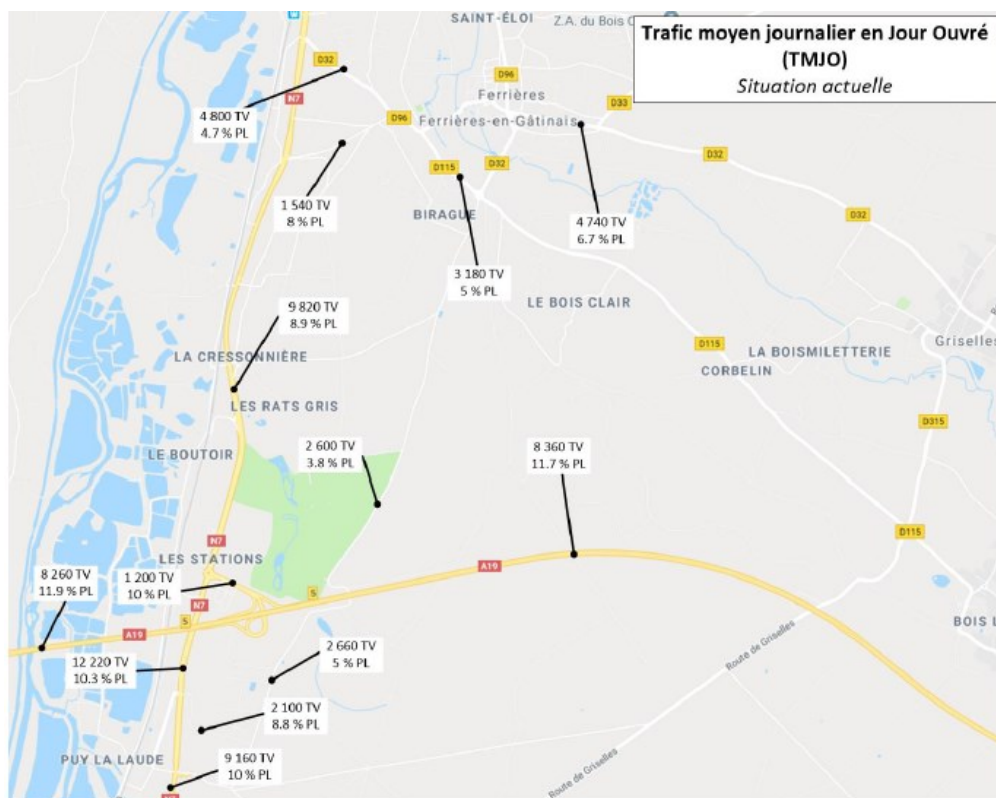 Trafic moyen journalier en Jour Ouvré
(TMJO)
Situation actuelle
SAINT-ÉLOI
Z.A. du Bois
D32
D96
D33
N7
Ferrières
4 800 TV
4.7 % PL
D96
Ferrières-en-Gâtinais
D32
D115
D32
1 540 TV
8 % PL
BIRAGUE
4 740 TV
6.7 % PL
D32
3 180 TV
5 % PL
9 820 TV
8.9 % PL
LE BOIS CLAIR
LA CRESSONNIÈRE
D115
LA BOISMILETTERIE
Griselles
CORBELIN
LES RATS GRIS
D315
2 600 TV
3.8 % PL
8 360 TV
11.7 % PL
LE BOUTOIR
D115
N7
LES STATIONS
A19
8 260 TV
11.9 % PL
1 200 TV
10 % PL
5
N7
5
A19
BOIS L
Route de Griselles
2 660 TV
5 % PL
12 220 TV
10.3 % PL
2 100 TV
8.8 % PL
PUY LA LAUDE
9 160 TV
10 % PL
Route de Griselles